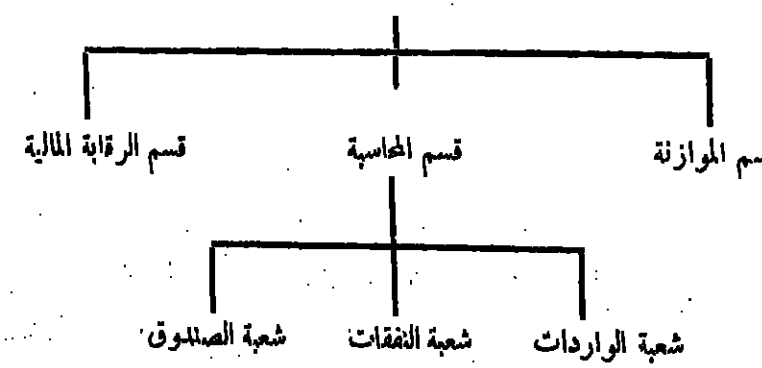 سم الموازنة
قسم المحاسبة
قسم الرقابة المالية
شعبة الواردات
شعبة النفقات
شعبة الصندوق